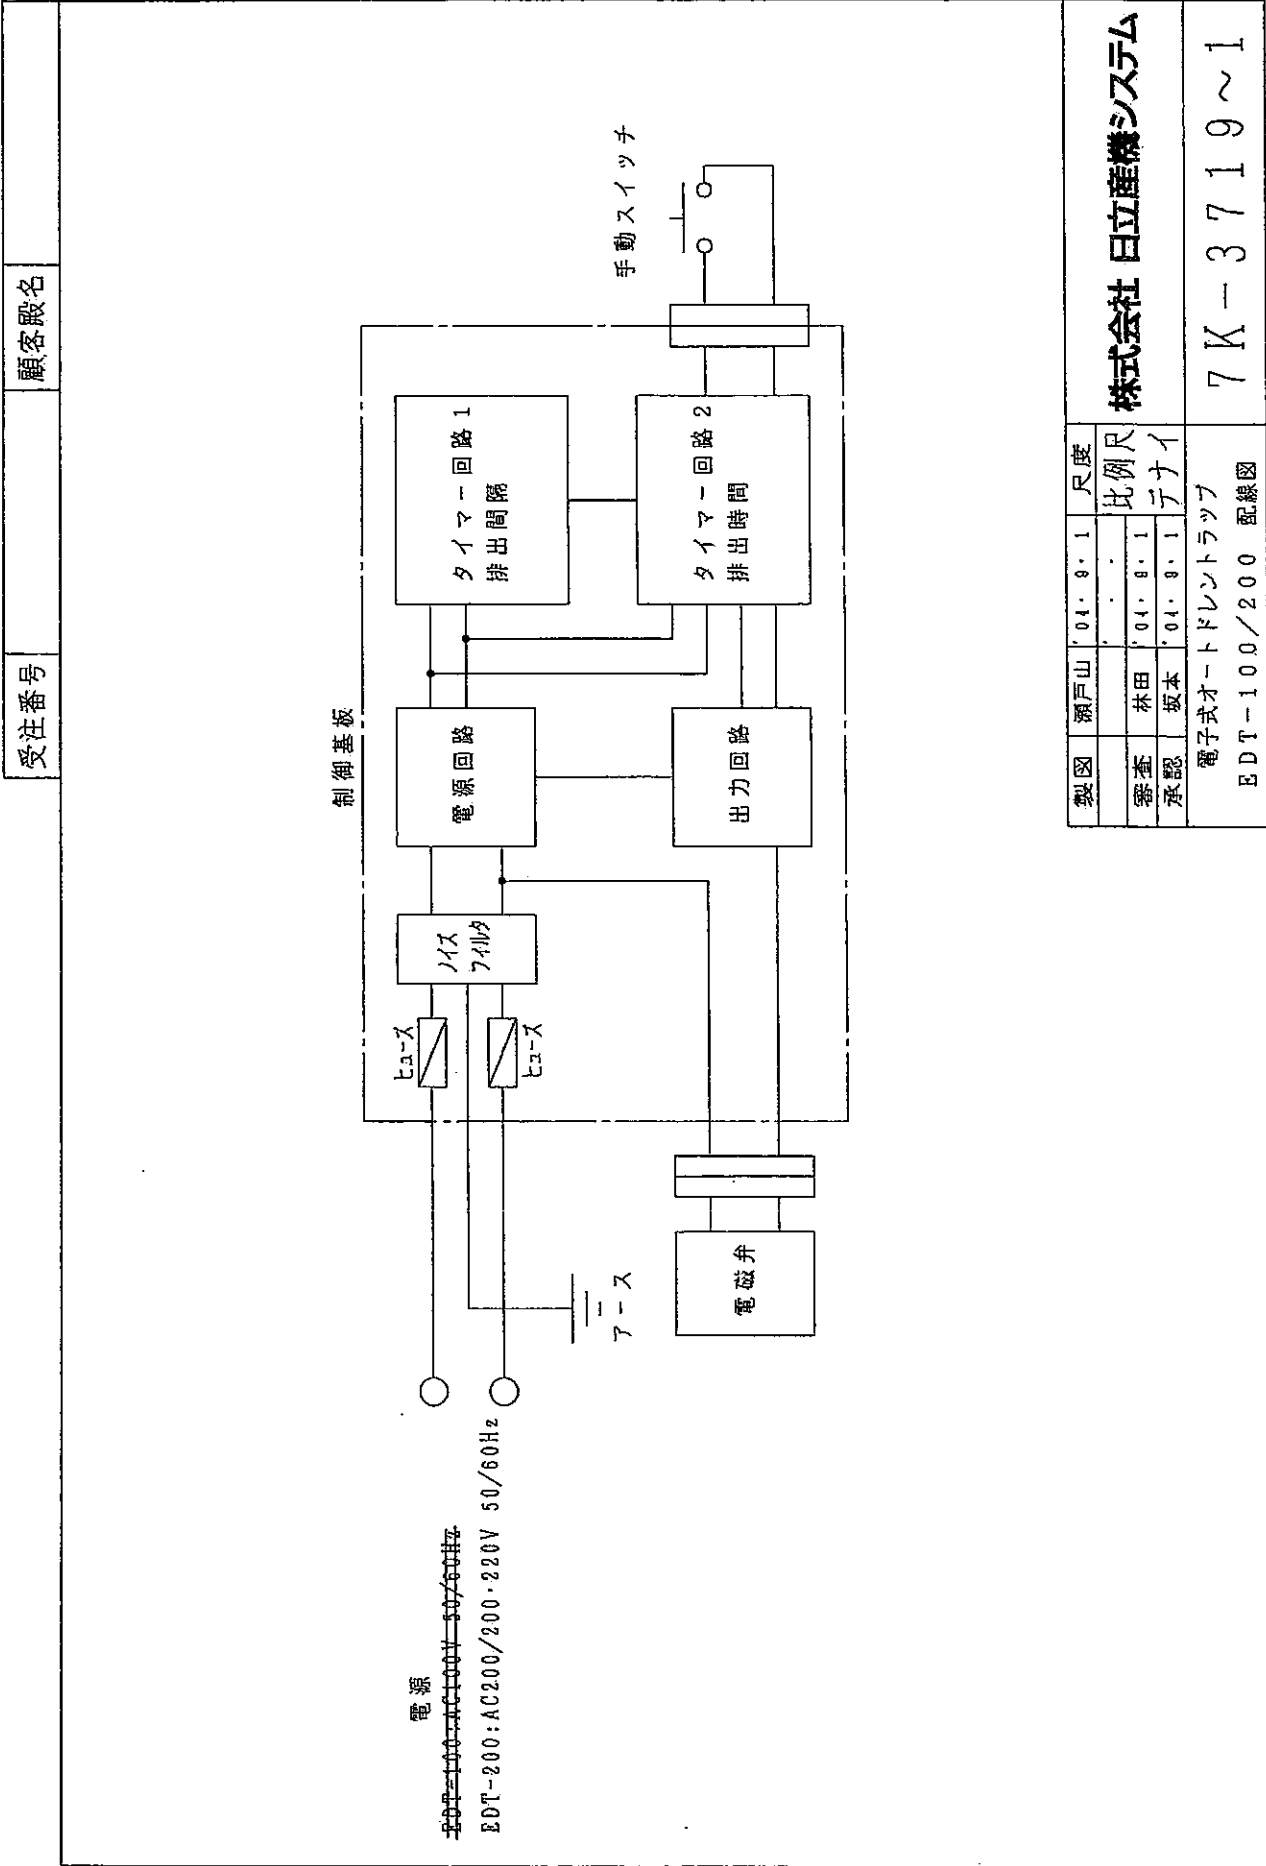 受注番号
顧客殿名
制御基板
手動スイッチ
タイマー回路1
排出間隔
タイマー回路2
排出時間
電源回路
出力回路
ノイズ
フィルタ
ヒューズ
ヒューズ
アース
電磁弁
電源
EDT-100:AC100V 50/60Hz
EDT-200:AC200/200・220V 50/60Hz
製図 瀬戸山 '04・9・1 尺度
・ ・ 比例尺
審査 林田 '04・9・1 デナイ
承認 坂本 '04・9・1
株式会社 日立産機システム
電子式オートドレントラップ
EDT-100/200 配線図
7K-3719~1